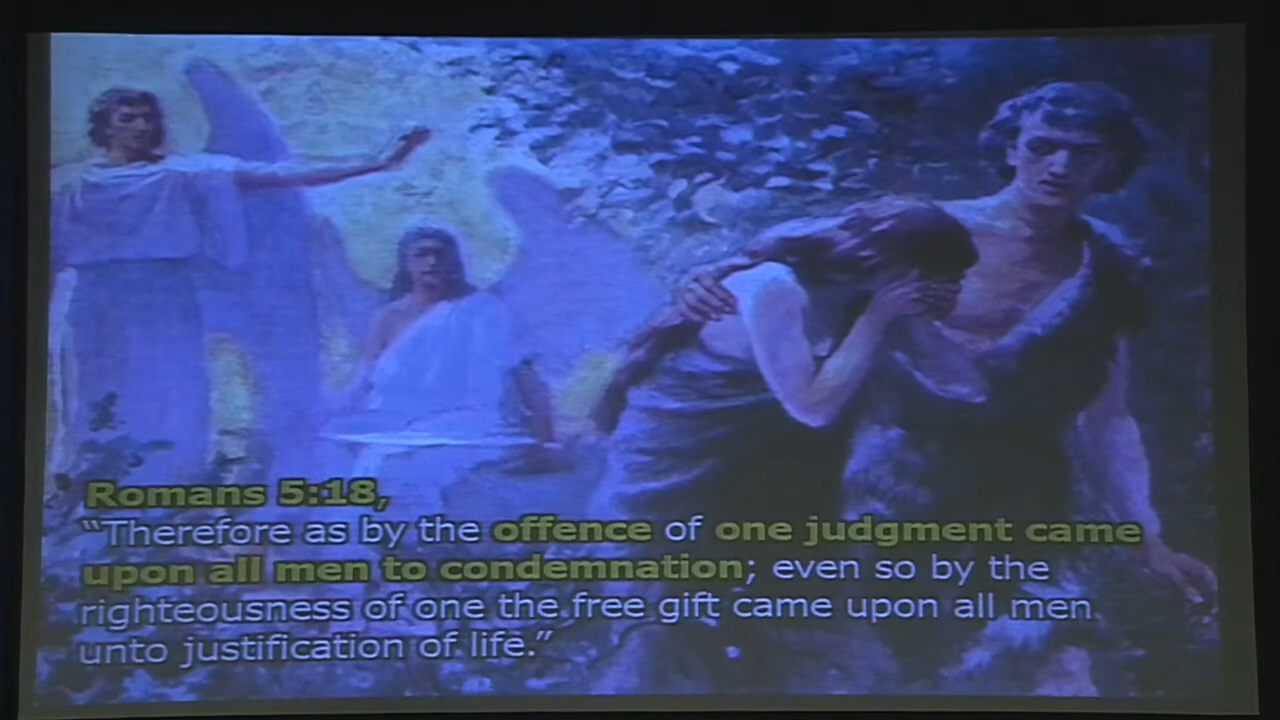 Romans 5:18,
“Therefore as by the offence of one judgment came
upon all men to condemnation; even so by the
righteousness of one the free gift came upon all men
unto justification of life.”